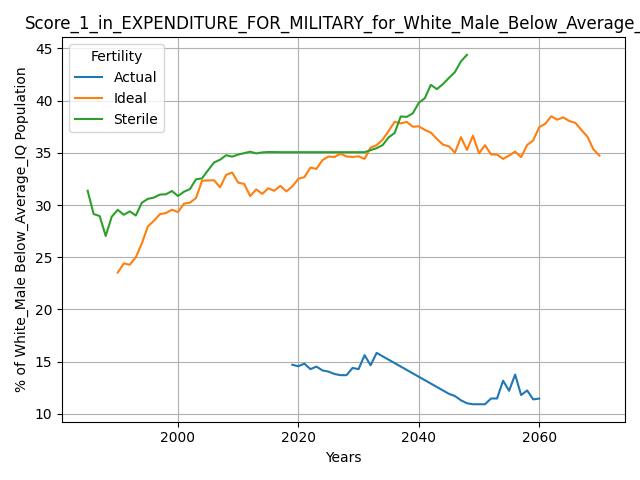 Score_1_in_EXPENDITURE_FOR_MILITARY_for_White_Male_Below_Average_
Fertility
Actual
Ideal
Sterile
% of White_Male Below_Average_IQ Population
45
40
35
30
25
20
15
10
2000
2020
2040
2060
Years